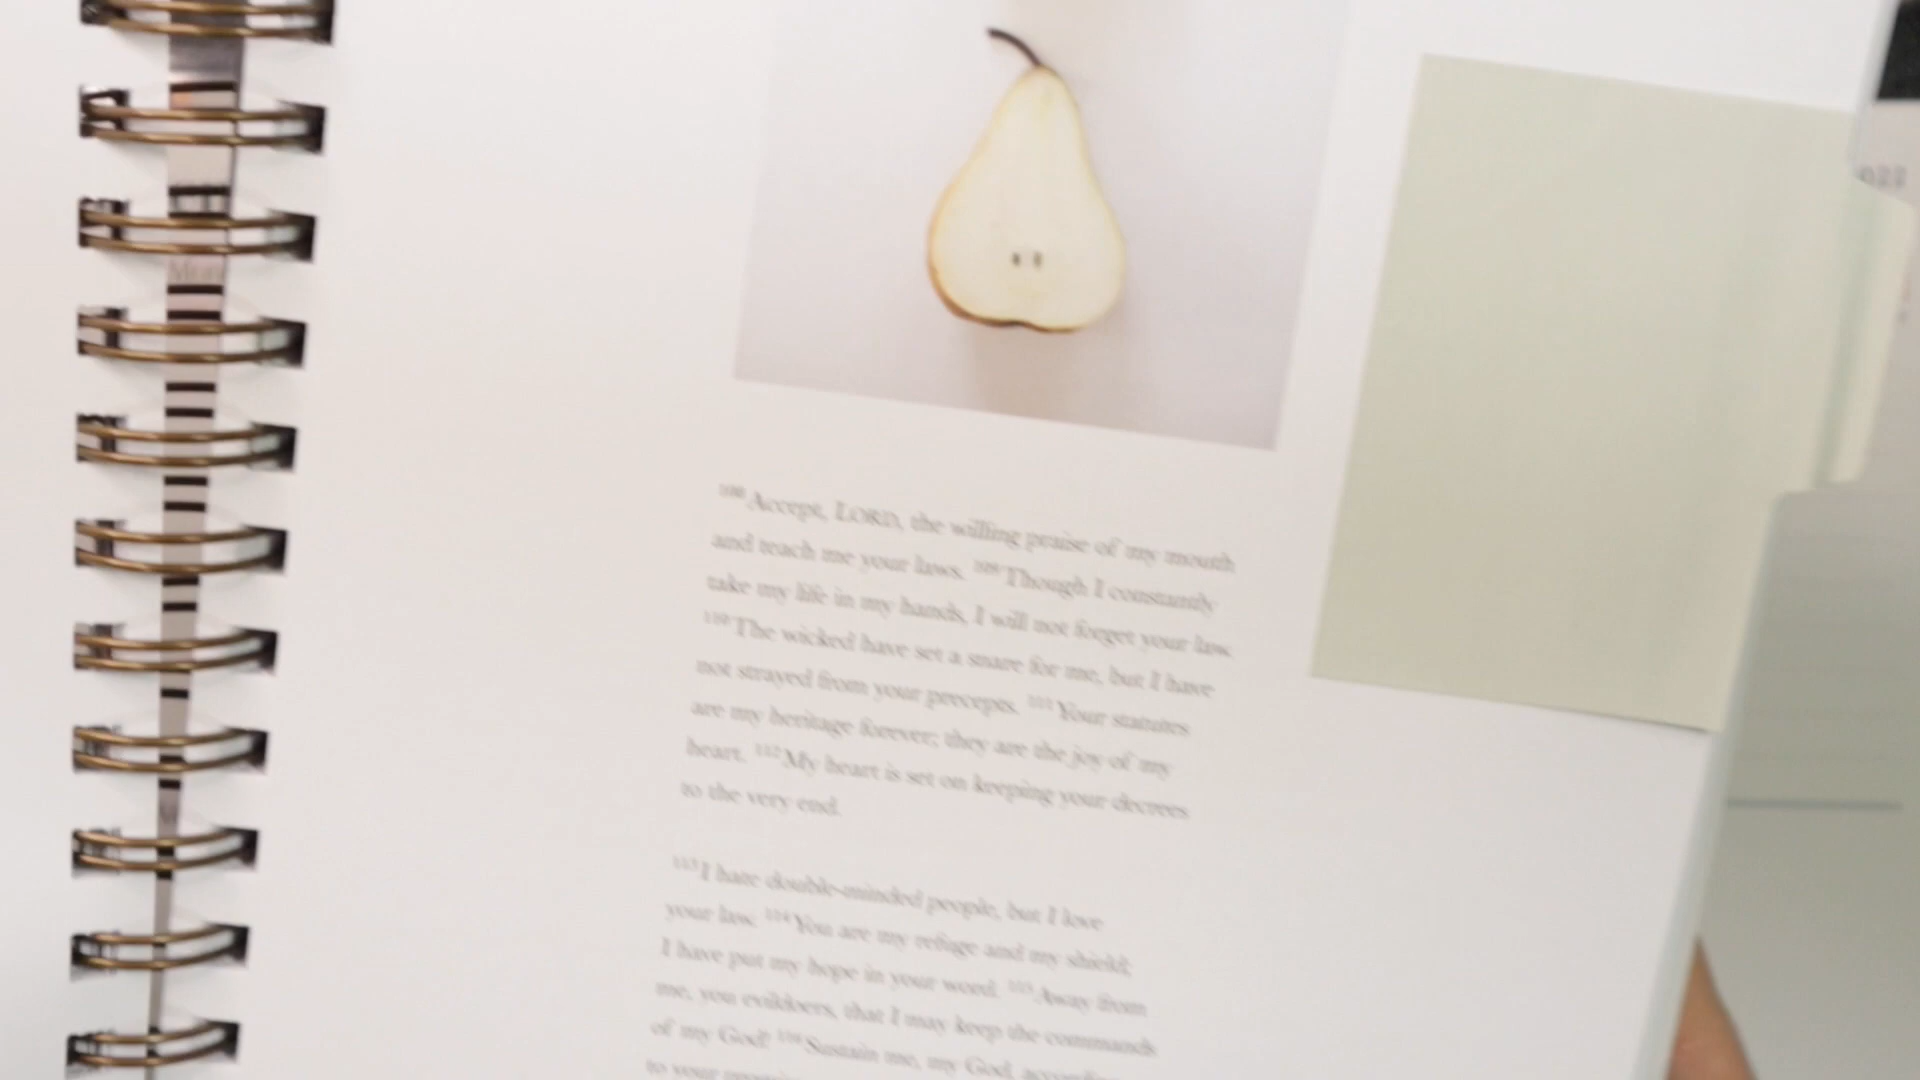 108 Accept, LORD, the willing praise of my mouth
and teach me your laws. 109 Though I constantly
take my life in my hands, I will not forget your law.
110 The wicked have set a snare for me, but I have
not strayed from your precepts. 111 Your statutes
are my heritage forever; they are the joy of my
heart. 112 My heart is set on keeping your decrees
to the very end.
113 I hate double-minded people, but I love
your law. 114 You are my refuge and my shield;
I have put my hope in your word. 115 Away from
me, you evildoers, that I may keep the commands
of my God! 116 Sustain me, my God, according
to your